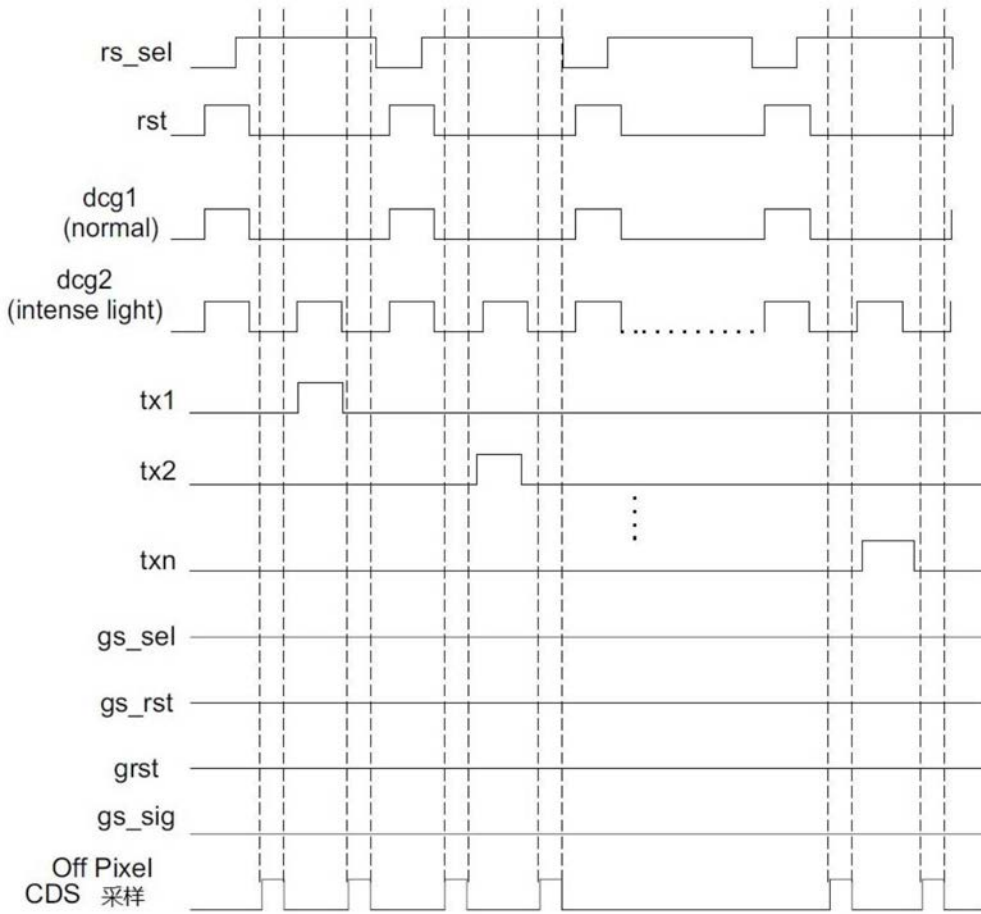 rs_sel
rst
dcg1
(normal)
dcg2
(intense light)
tx1
tx2
txn
gs_sel
gs_rst
grst
gs_sig
Off Pixel
CDS 采样